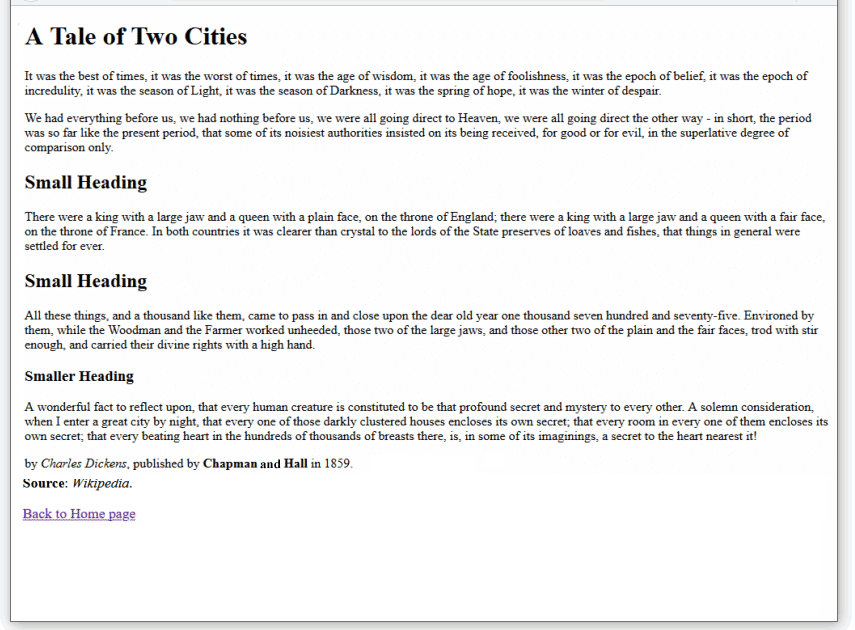 A Tale of Two Cities
It was the best of times, it was the worst of times, it was the age of wisdom, it was the age of foolishness, it was the epoch of belief, it was the epoch of
incredulity, it was the season of Light, it was the season of Darkness, it was the spring of hope, it was the winter of despair.
We had everything before us, we had nothing before us, we were all going direct to Heaven, we were all going direct the other way - in short, the period
was so far like the present period, that some of its noisiest authorities insisted on its being received, for good or for evil, in the superlative degree of
comparison only.
Small Heading
There were a king with a large jaw and a queen with a plain face, on the throne of England; there were a king with a large jaw and a queen with a fair face,
on the throne of France. In both countries it was clearer than crystal to the lords of the State preserves of loaves and fishes, that things in general were
settled for ever.
Small Heading
All these things, and a thousand like them, came to pass in and close upon the dear old year one thousand seven hundred and seventy-five. Environed by
them, while the Woodman and the Farmer worked unheeded, those two of the large jaws, and those other two of the plain and the fair faces, trod with stir
enough, and carried their divine rights with a high hand.
Smaller Heading
A wonderful fact to reflect upon, that every human creature is constituted to be that profound secret and mystery to every other. A solemn consideration,
when I enter a great city by night, that every one of those darkly clustered houses encloses its own secret; that every room in every one of them encloses its
own secret; that every beating heart in the hundreds of thousands of breasts there, is, in some of its imaginings, a secret to the heart nearest it!
by Charles Dickens, published by Chapman and Hall in 1859.
Source: Wikipedia.
Back to Home page